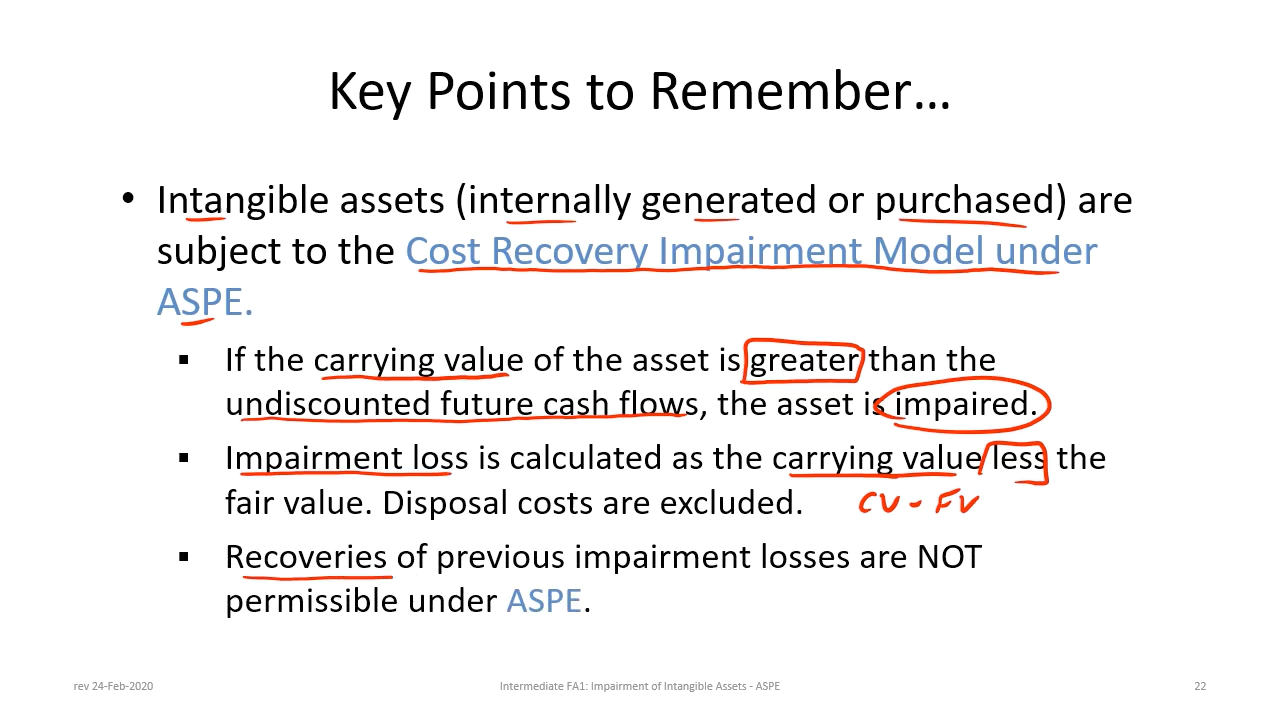 Key Points to Remember…
• Intangible assets (internally generated or purchased) are
subject to the Cost Recovery Impairment Model under
ASPE.
▪ If the carrying value of the asset is greater than the
undiscounted future cash flows, the asset is impaired.
▪ Impairment loss is calculated as the carrying value less the
fair value. Disposal costs are excluded. CV - FV
▪ Recoveries of previous impairment losses are NOT
permissible under ASPE.
rev 24-Feb-2020 Intermediate FA1: Impairment of Intangible Assets - ASPE 22